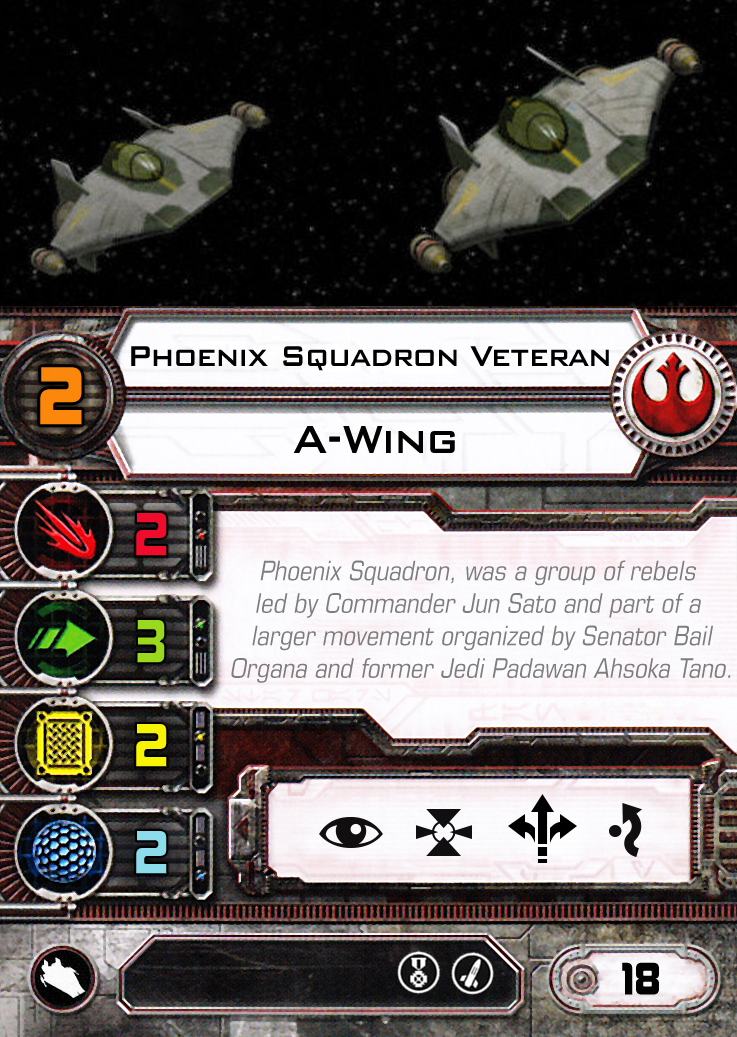 Phoenix Squadron Veteran
2
A-Wing
2
3
2
2
Phoenix Squadron, was a group of rebels
led by Commander Jun Sato and part of a
larger movement organized by Senator Bail
Organa and former Jedi Padawan Ahsoka Tano.
18